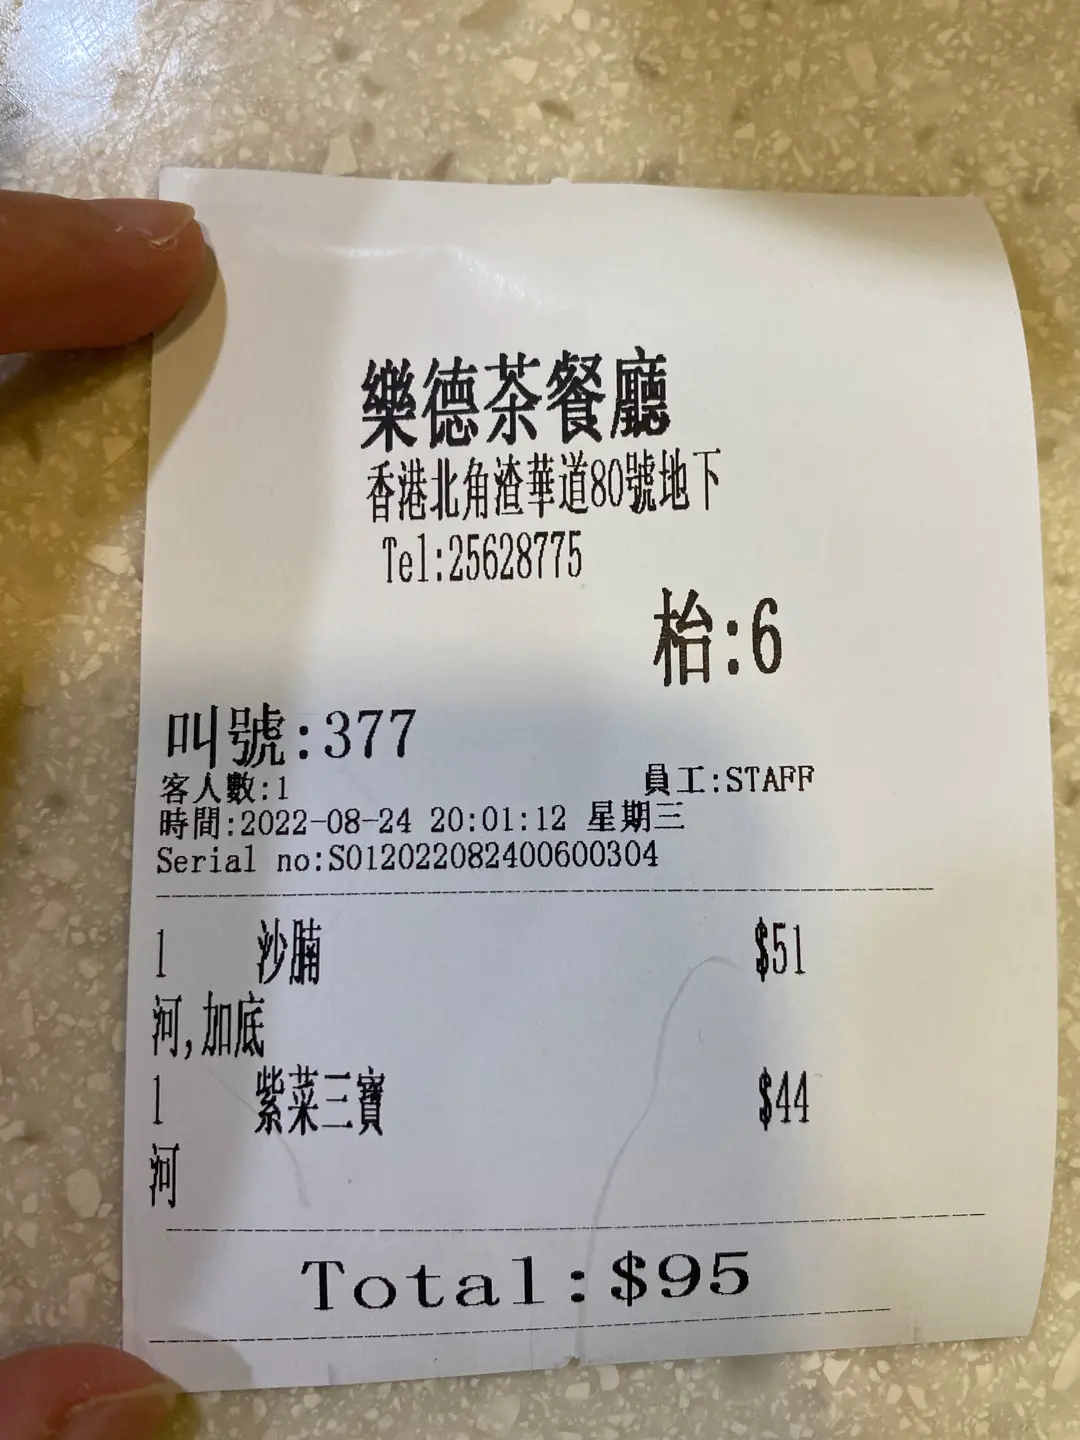 樂德茶餐廳
香港北角渣華道80號地下
Tel:25628775
枱:6
叫號:377
客人數:1 員工:STAFF
時間:2022-08-24 20:01:12 星期三
Serial no:S012022082400600304
1 沙腩 $51
河,加底
1 紫菜三寶 $44
河
Total:$95